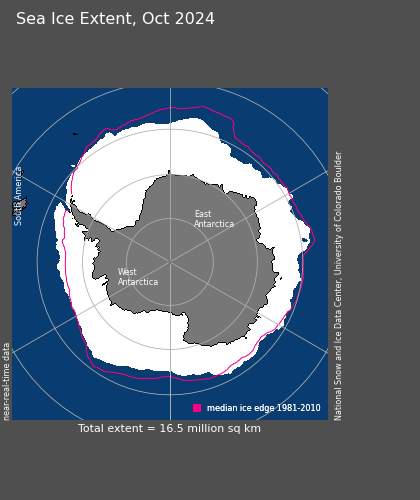 Sea Ice Extent, Oct 2024
South America
East
Antarctica
West
Antarctica
near-real-time data
National Snow and Ice Data Center, University of Colorado Boulder
median ice edge 1981-2010
Total extent = 16.5 million sq km